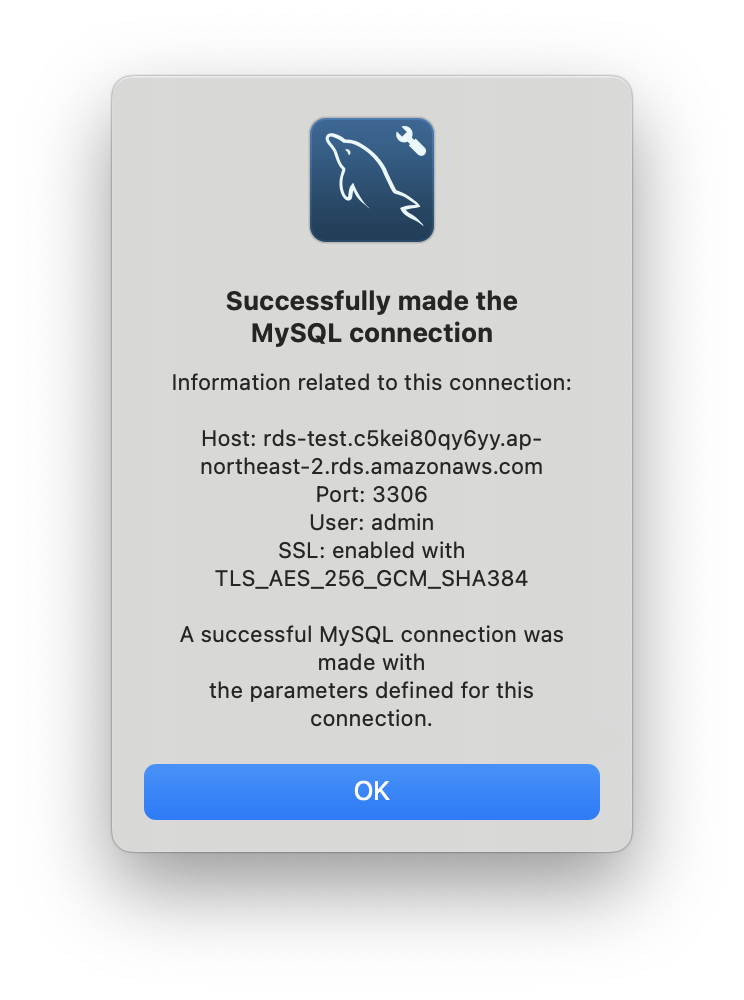 Successfully made the
MySQL connection
Information related to this connection:
Host: rds-test.c5kei80qy6yy.ap-
northeast-2.rds.amazonaws.com
Port: 3306
User: admin
SSL: enabled with
TLS_AES_256_GCM_SHA384
A successful MySQL connection was
made with
the parameters defined for this
connection.
OK